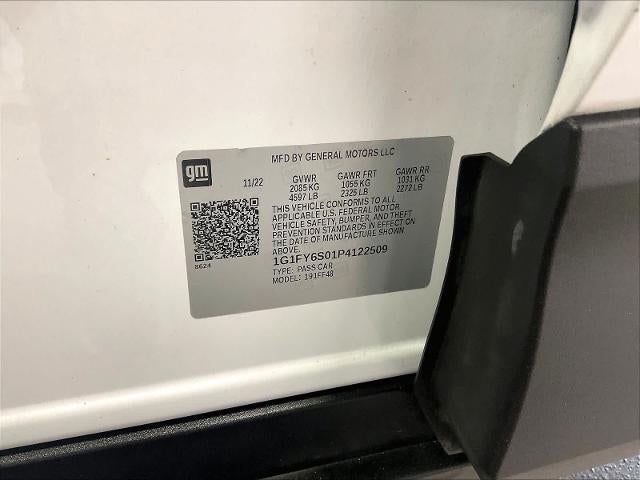 gm
MFD BY GENERAL MOTORS LLC
11/22 GVWR GAWR FRT GAWR RR
2085 KG 1055 KG 1031 KG
4597 LB 2325 LB 2272 LB
THIS VEHICLE CONFORMS TO ALL
APPLICABLE U.S. FEDERAL MOTOR
VEHICLE SAFETY, BUMPER, AND THEFT
PREVENTION STANDARDS IN EFFECT ON
THE DATE OF MANUFACTURE SHOWN
ABOVE.
8624
1G1FY6S01P4122509
TYPE: PASS CAR
MODEL: 191FF48